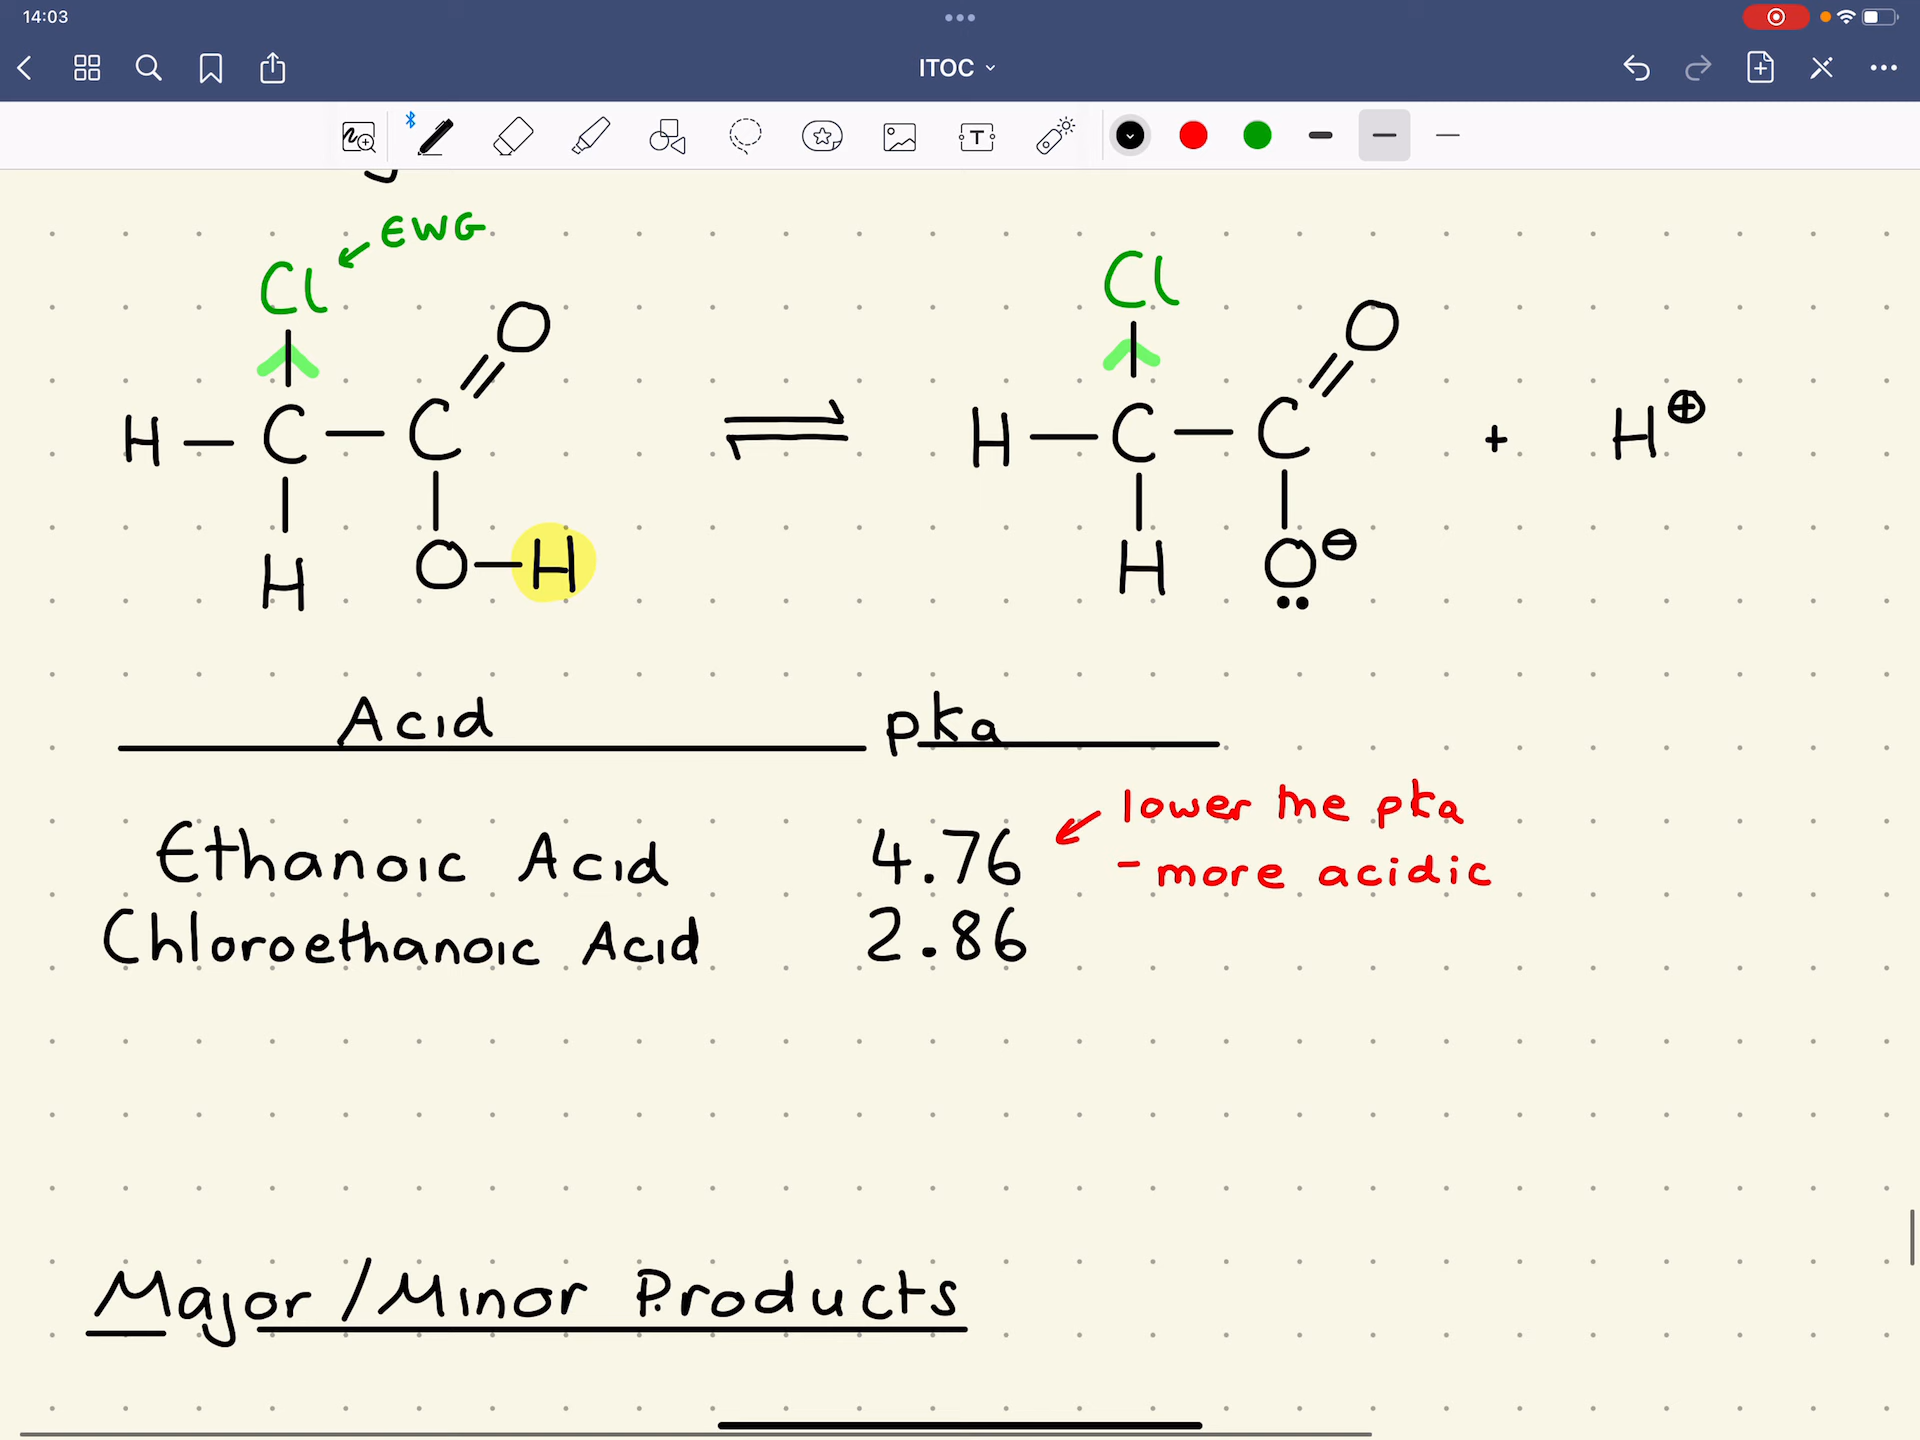 14:03
ITOC
T
EWG
Cl
Cl
O
O
H — C — C ⇌ H — C — C + H⊕
H O—H H O⊖
Acid pka
lower the pka
Ethanoic Acid 4.76
- more acidic
Chloroethanoic Acid 2.86
Major/Minor Products